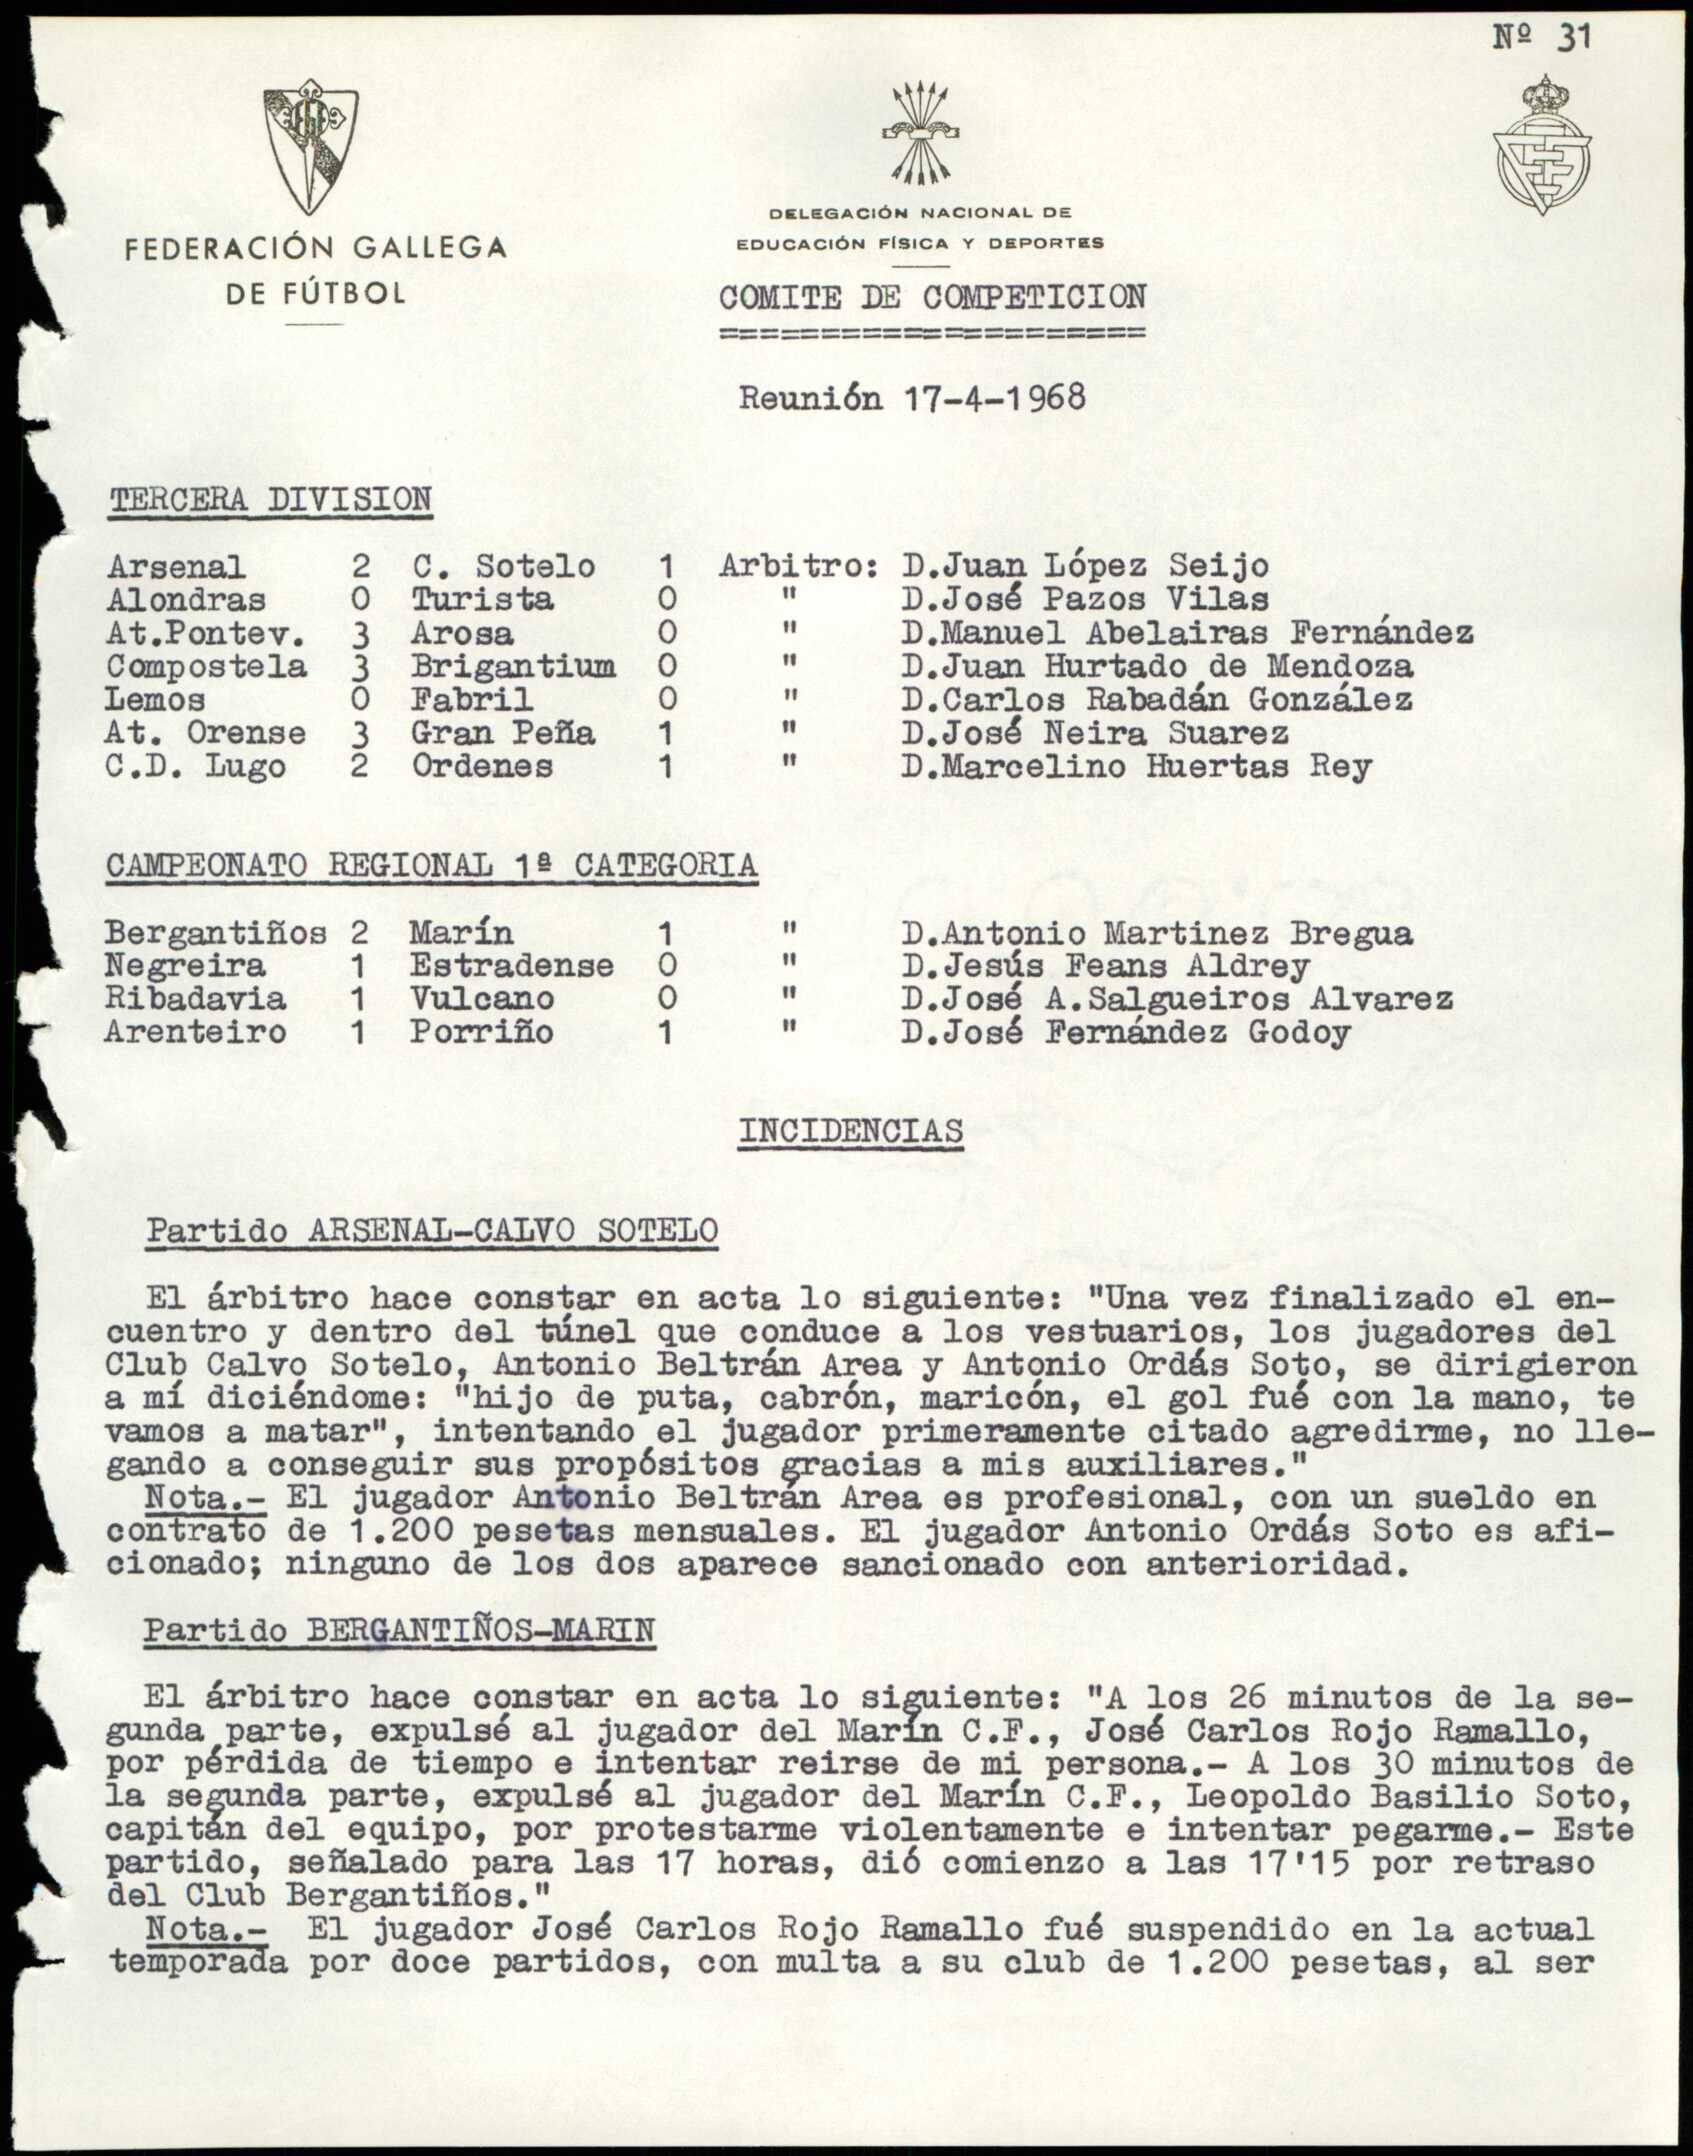 Nº 31
FEDERACIÓN GALLEGA
DE FÚTBOL
DELEGACIÓN NACIONAL DE
EDUCACIÓN FÍSICA Y DEPORTES
COMITE DE COMPETICION
=====================
Reunión 17-4-1968
TERCERA DIVISION
Arsenal 2 C. Sotelo 1 Arbitro: D.Juan López Seijo
Alondras 0 Turista 0 " D.José Pazos Vilas
At.Pontev. 3 Arosa 0 " D.Manuel Abelairas Fernández
Compostela 3 Brigantium 0 " D.Juan Hurtado de Mendoza
Lemos 0 Fabril 0 " D.Carlos Rabadán González
At. Orense 3 Gran Peña 1 " D.José Neira Suarez
C.D. Lugo 2 Ordenes 1 " D.Marcelino Huertas Rey
CAMPEONATO REGIONAL 1ª CATEGORIA
Bergantiños 2 Marín 1 " D.Antonio Martinez Bregua
Negreira 1 Estradense 0 " D.Jesús Feans Aldrey
Ribadavia 1 Vulcano 0 " D.José A.Salgueiros Alvarez
Arenteiro 1 Porriño 1 " D.José Fernández Godoy
INCIDENCIAS
Partido ARSENAL-CALVO SOTELO
El árbitro hace constar en acta lo siguiente: "Una vez finalizado el en-
cuentro y dentro del túnel que conduce a los vestuarios, los jugadores del
Club Calvo Sotelo, Antonio Beltrán Area y Antonio Ordás Soto, se dirigieron
a mí diciéndome: "hijo de puta, cabrón, maricón, el gol fué con la mano, te
vamos a matar", intentando el jugador primeramente citado agredirme, no lle-
gando a conseguir sus propósitos gracias a mis auxiliares."
Nota.- El jugador Antonio Beltrán Area es profesional, con un sueldo en
contrato de 1.200 pesetas mensuales. El jugador Antonio Ordás Soto es afi-
cionado; ninguno de los dos aparece sancionado con anterioridad.
Partido BERGANTIÑOS-MARIN
El árbitro hace constar en acta lo siguiente: "A los 26 minutos de la se-
gunda parte, expulsé al jugador del Marín C.F., José Carlos Rojo Ramallo,
por pérdida de tiempo e intentar reirse de mi persona.- A los 30 minutos de
la segunda parte, expulsé al jugador del Marín C.F., Leopoldo Basilio Soto,
capitán del equipo, por protestarme violentamente e intentar pegarme.- Este
partido, señalado para las 17 horas, dió comienzo a las 17'15 por retraso
del Club Bergantiños."
Nota.- El jugador José Carlos Rojo Ramallo fué suspendido en la actual
temporada por doce partidos, con multa a su club de 1.200 pesetas, al ser